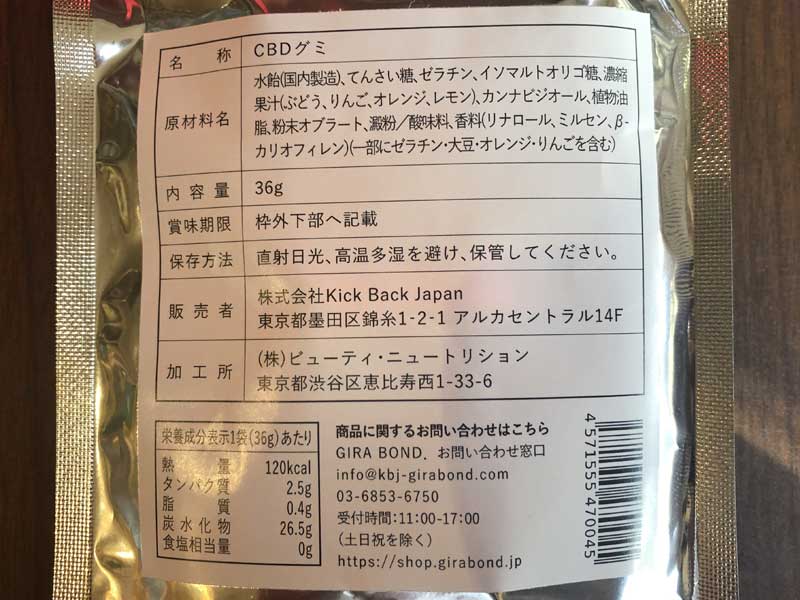 名称 CBDグミ
原材料名 水飴(国内製造)、てんさい糖、ゼラチン、イソマルトオリゴ糖、濃縮
果汁(ぶどう、りんご、オレンジ、レモン)、カンナビジオール、植物油
脂、粉末オブラート、澱粉／酸味料、香料(リナロール、ミルセン、β-
カリオフィレン)(一部にゼラチン・大豆・オレンジ・りんごを含む)
内容量 36g
賞味期限 枠外下部へ記載
保存方法 直射日光、高温多湿を避け、保管してください。
販売者 株式会社Kick Back Japan
東京都墨田区錦糸1-2-1 アルカセントラル14F
加工所 (株)ビューティ・ニュートリション
東京都渋谷区恵比寿西1-33-6
栄養成分表示1袋(36g)あたり
熱量 120kcal
タンパク質 2.5g
脂質 0.4g
炭水化物 26.5g
食塩相当量 0g
商品に関するお問い合わせはこちら
GIRA BOND．お問い合わせ窓口
info@kbj-girabond.com
03-6853-6750
受付時間：11:00-17:00
(土日祝を除く)
https://shop.girabond.jp
4571555470045